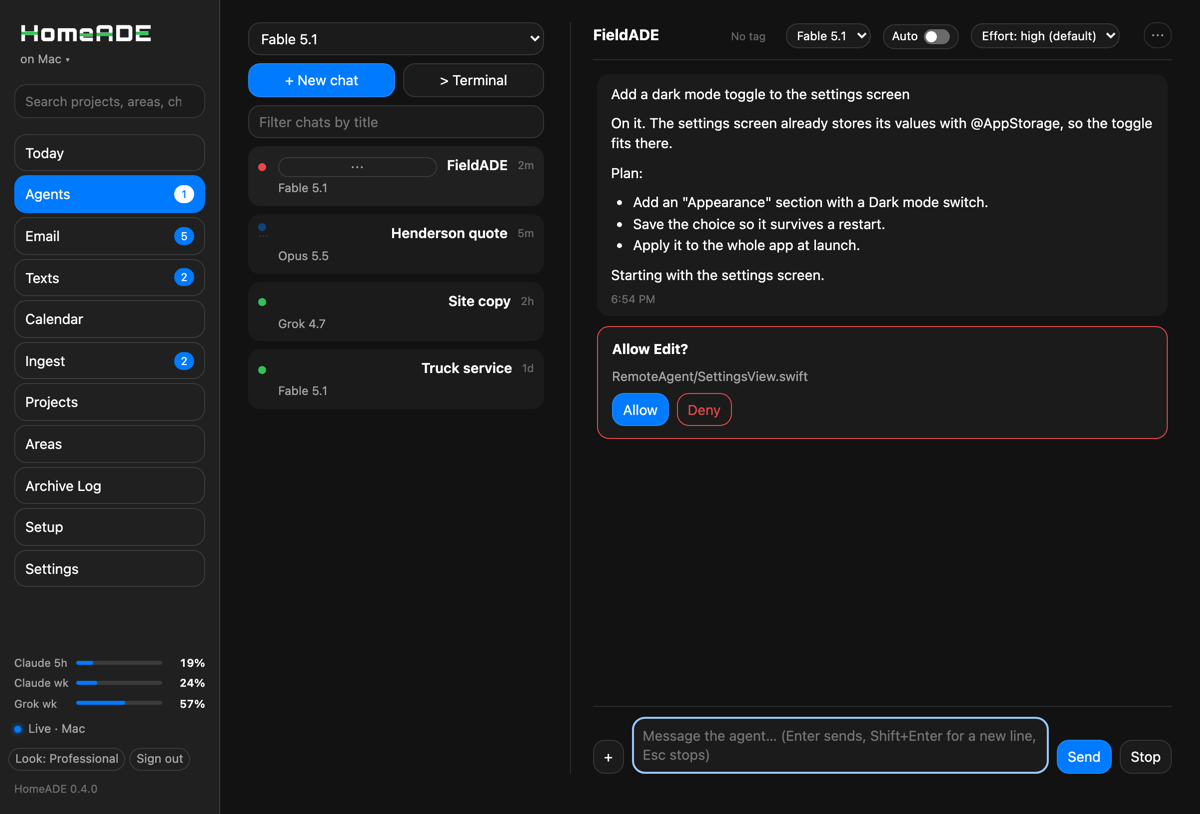 HomeADE
on Mac ▾
Search projects, areas, ch
Today
Agents 1
Email 5
Texts 2
Calendar
Ingest 2
Projects
Areas
Archive Log
Setup
Settings
Claude 5h 19%
Claude wk 24%
Grok wk 57%
Live · Mac
Look: Professional Sign out
HomeADE 0.4.0
Fable 5.1
+ New chat > Terminal
Filter chats by title
··· FieldADE 2m
Fable 5.1
Henderson quote 5m
Opus 5.5
Site copy 2h
Grok 4.7
Truck service 1d
Fable 5.1
FieldADE No tag Fable 5.1 Auto Effort: high (default) ···
Add a dark mode toggle to the settings screen
On it. The settings screen already stores its values with @AppStorage, so the toggle
fits there.
Plan:
• Add an "Appearance" section with a Dark mode switch.
• Save the choice so it survives a restart.
• Apply it to the whole app at launch.
Starting with the settings screen.
6:54 PM
Allow Edit?
RemoteAgent/SettingsView.swift
Allow Deny
+ Message the agent... (Enter sends, Shift+Enter for a new line,
Esc stops)
Send Stop